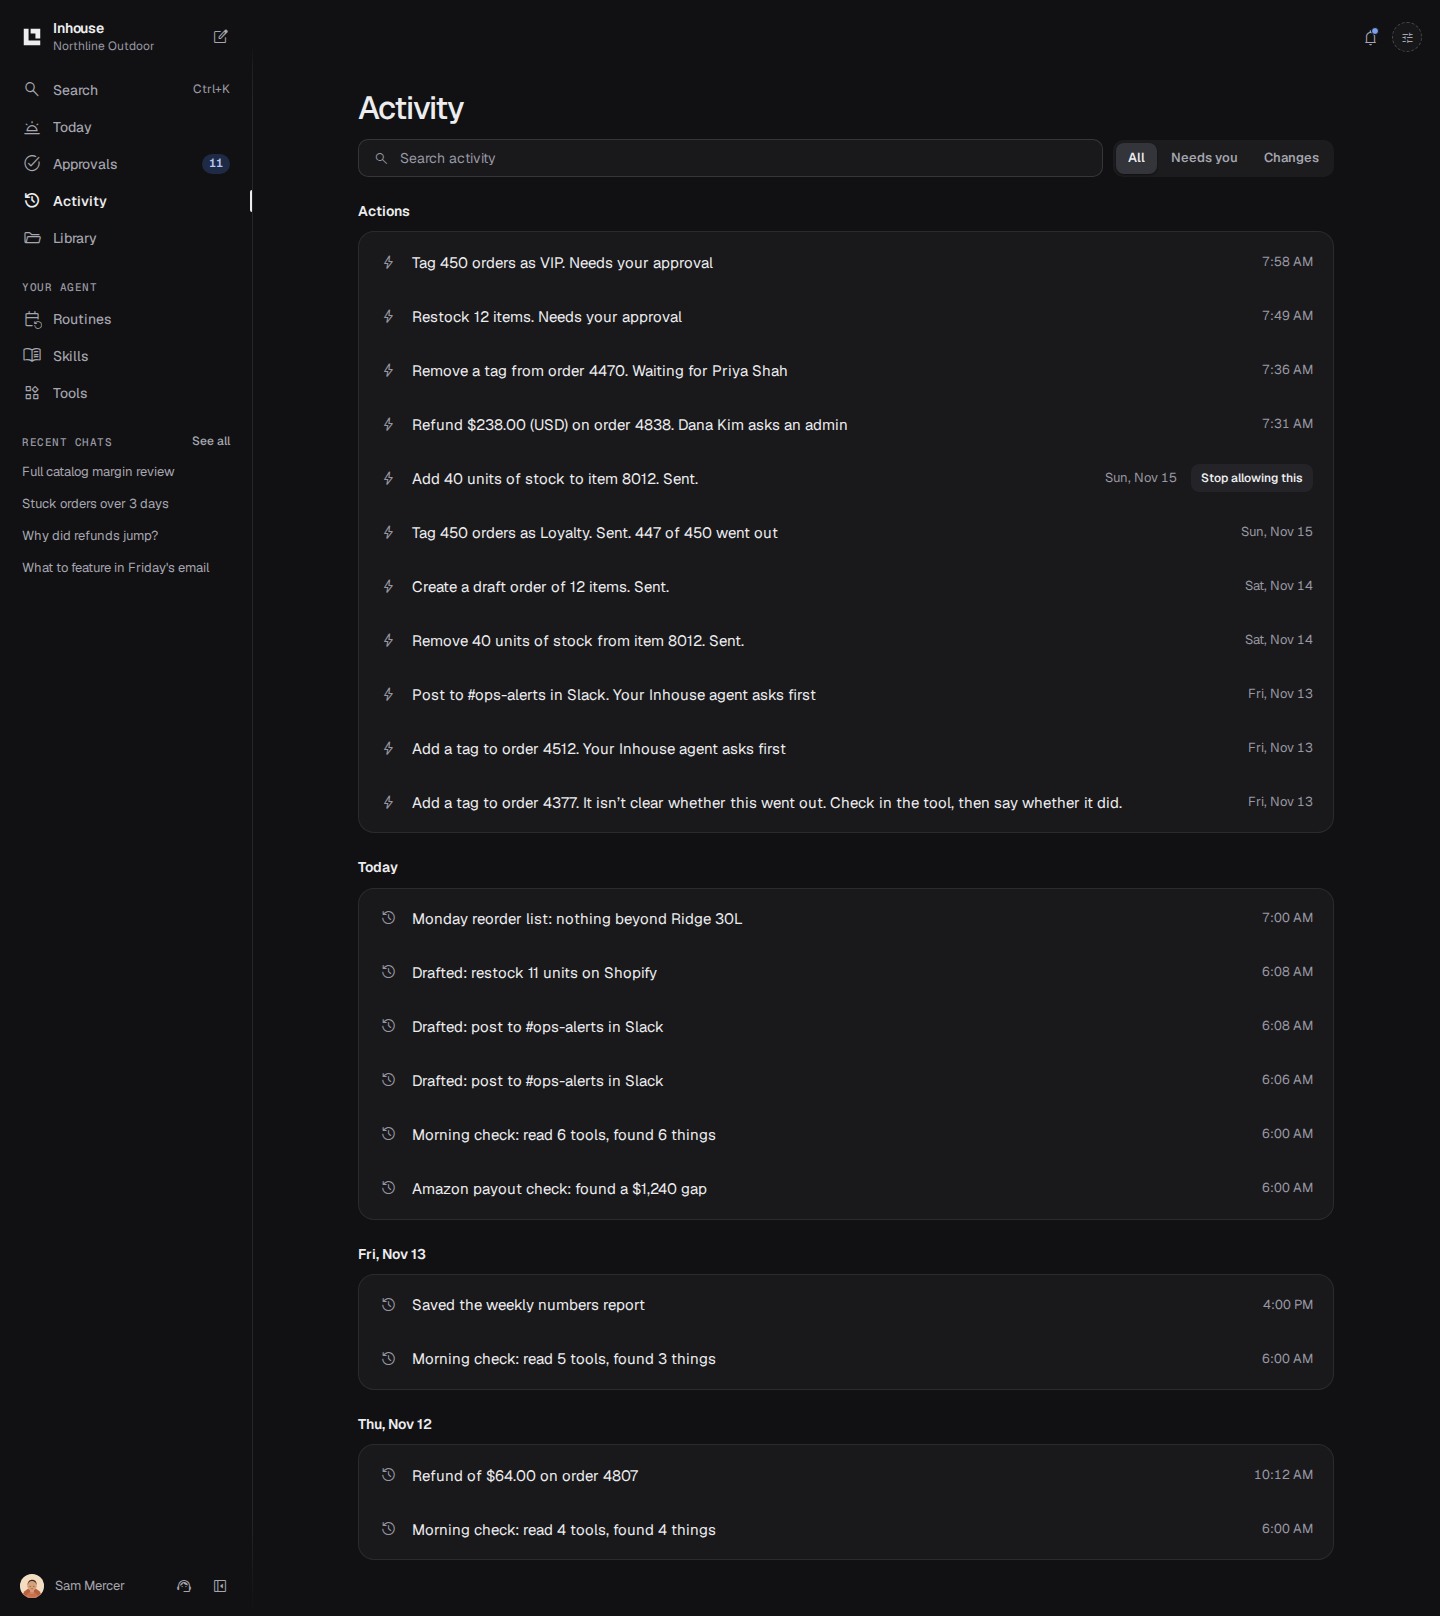 Inhouse
Northline Outdoor
Search Ctrl+K
Today
Approvals 11
Activity
Library
YOUR AGENT
Routines
Skills
Tools
RECENT CHATS See all
Full catalog margin review
Stuck orders over 3 days
Why did refunds jump?
What to feature in Friday's email
Sam Mercer
Activity
Search activity
All Needs you Changes
Actions
Tag 450 orders as VIP. Needs your approval 7:58 AM
Restock 12 items. Needs your approval 7:49 AM
Remove a tag from order 4470. Waiting for Priya Shah 7:36 AM
Refund $238.00 (USD) on order 4838. Dana Kim asks an admin 7:31 AM
Add 40 units of stock to item 8012. Sent. Sun, Nov 15 Stop allowing this
Tag 450 orders as Loyalty. Sent. 447 of 450 went out Sun, Nov 15
Create a draft order of 12 items. Sent. Sat, Nov 14
Remove 40 units of stock from item 8012. Sent. Sat, Nov 14
Post to #ops-alerts in Slack. Your Inhouse agent asks first Fri, Nov 13
Add a tag to order 4512. Your Inhouse agent asks first Fri, Nov 13
Add a tag to order 4377. It isn’t clear whether this went out. Check in the tool, then say whether it did. Fri, Nov 13
Today
Monday reorder list: nothing beyond Ridge 30L 7:00 AM
Drafted: restock 11 units on Shopify 6:08 AM
Drafted: post to #ops-alerts in Slack 6:08 AM
Drafted: post to #ops-alerts in Slack 6:06 AM
Morning check: read 6 tools, found 6 things 6:00 AM
Amazon payout check: found a $1,240 gap 6:00 AM
Fri, Nov 13
Saved the weekly numbers report 4:00 PM
Morning check: read 5 tools, found 3 things 6:00 AM
Thu, Nov 12
Refund of $64.00 on order 4807 10:12 AM
Morning check: read 4 tools, found 4 things 6:00 AM